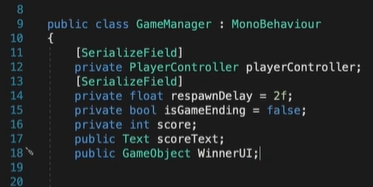 8
9 public class GameManager : MonoBehaviour
10 {
11 [SerializeField]
12 private PlayerController playerController;
13 [SerializeField]
14 private float respawnDelay = 2f;
15 private bool isGameEnding = false;
16 private int score;
17 public Text scoreText;
18 public GameObject WinnerUI;
19
20